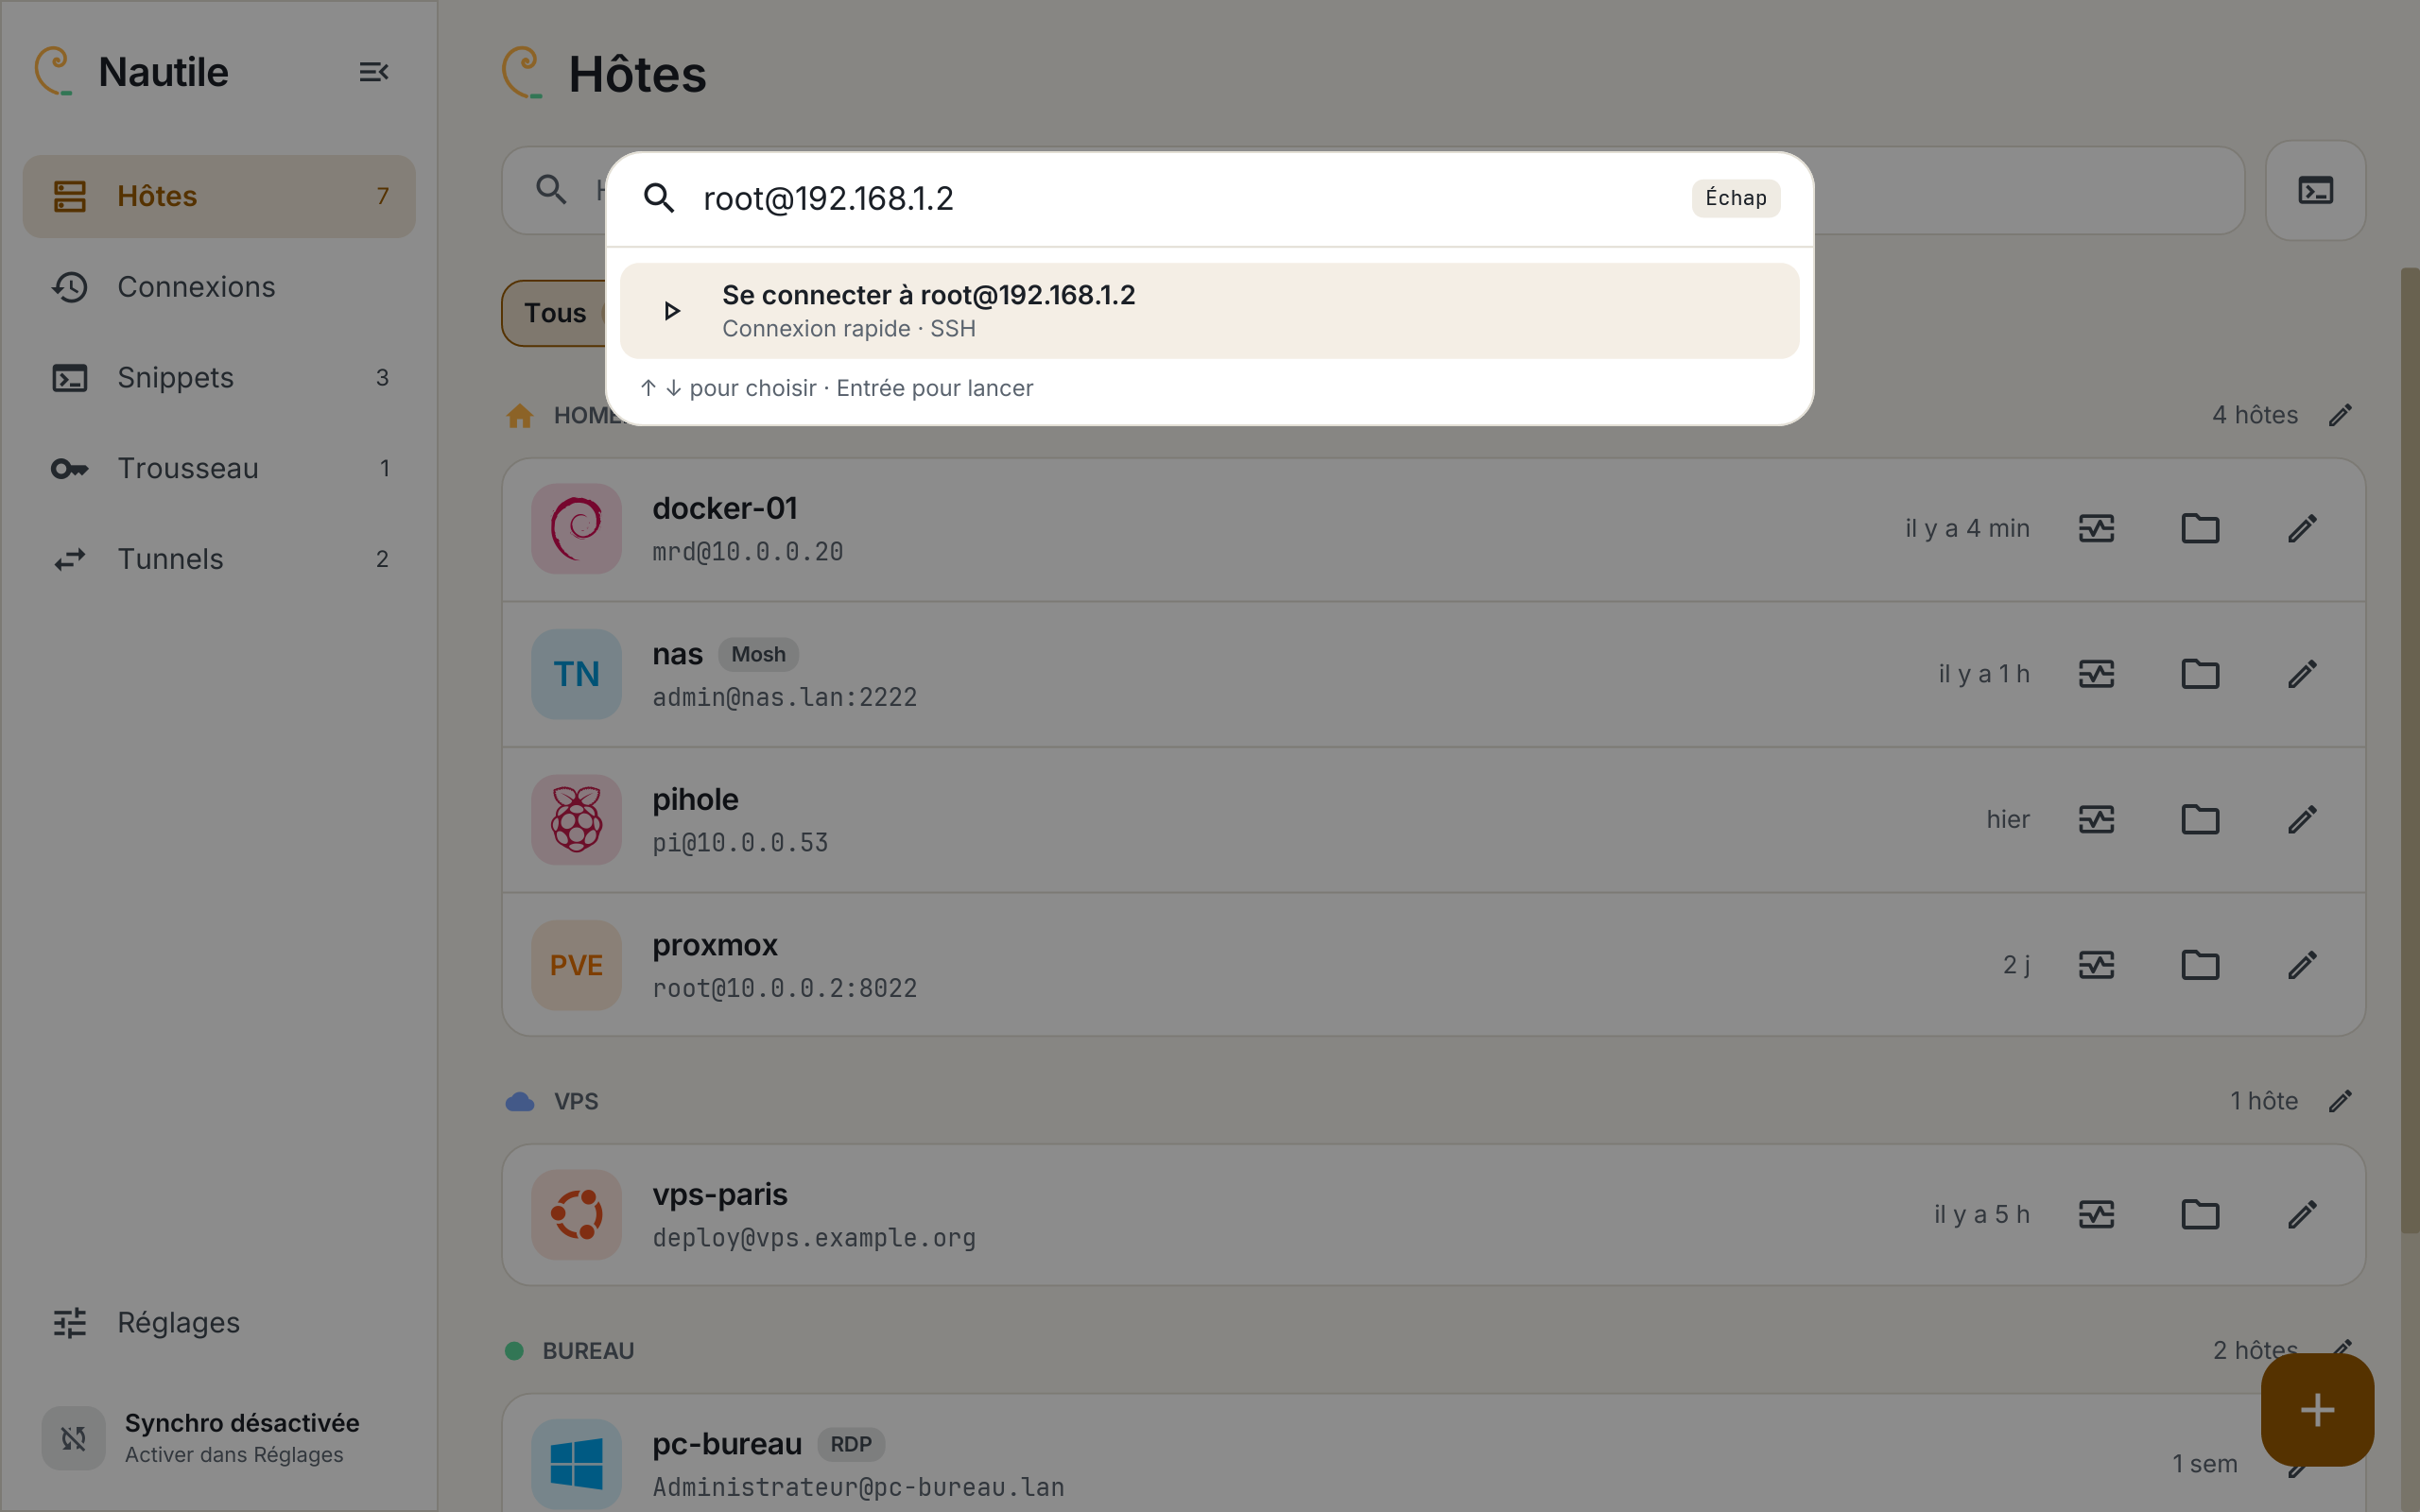 Nautile
Hôtes 7
Connexions
Snippets 3
Trousseau 1
Tunnels 2
Réglages
Synchro désactivée
Activer dans Réglages
Hôtes
root@192.168.1.2 Échap
Se connecter à root@192.168.1.2
Connexion rapide · SSH
↑ ↓ pour choisir · Entrée pour lancer
Tous
4 hôtes
docker-01
mrd@10.0.0.20
il y a 4 min
nas Mosh
admin@nas.lan:2222
il y a 1 h
TN
pihole
pi@10.0.0.53
hier
PVE
proxmox
root@10.0.0.2:8022
2 j
VPS 1 hôte
vps-paris
deploy@vps.example.org
il y a 5 h
BUREAU 2 hôtes
pc-bureau RDP
Administrateur@pc-bureau.lan
1 sem